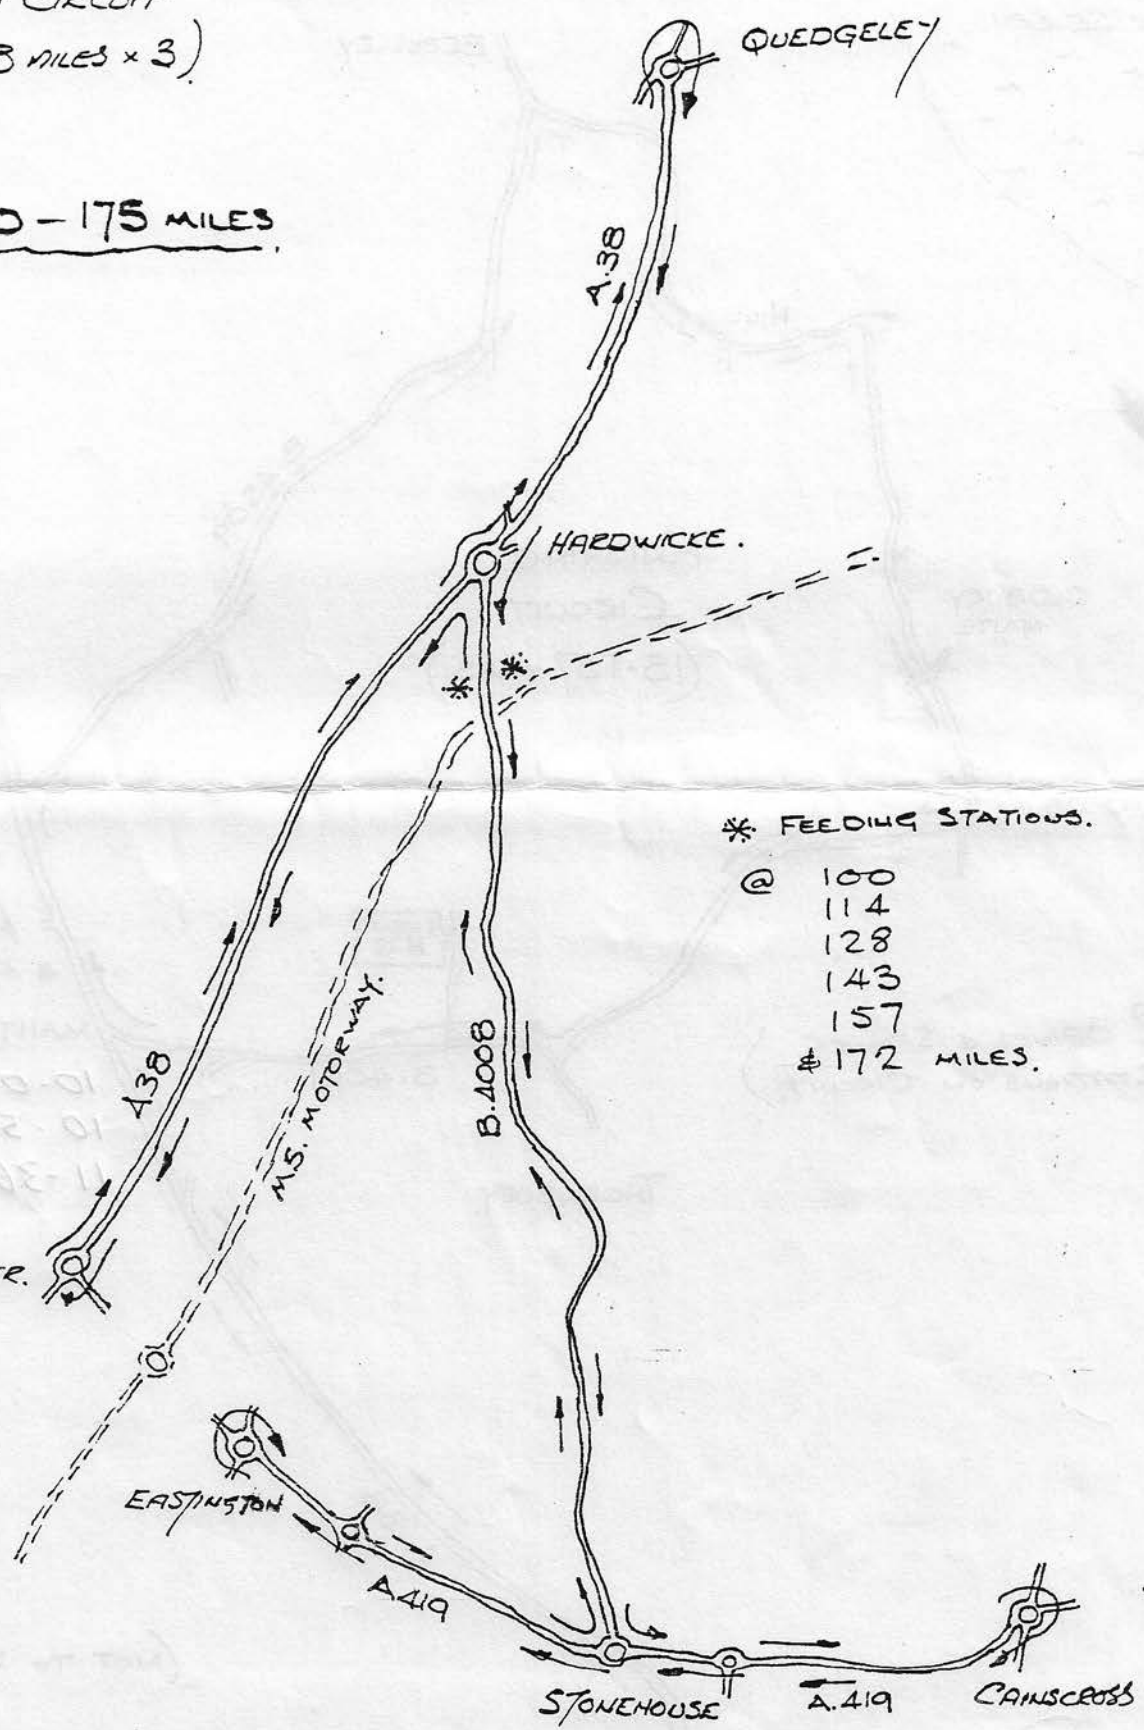 CIRCUIT
MILES × 3)
- 175 MILES
QUEDGELEY
A.38
HARDWICKE.
✳ FEEDING STATIONS.
@ 100
114
128
143
157
& 172 MILES.
A38
M.5. MOTORWAY.
B.4008
EASTINGTON
A419
STONEHOUSE
A.419
CAINSCROSS